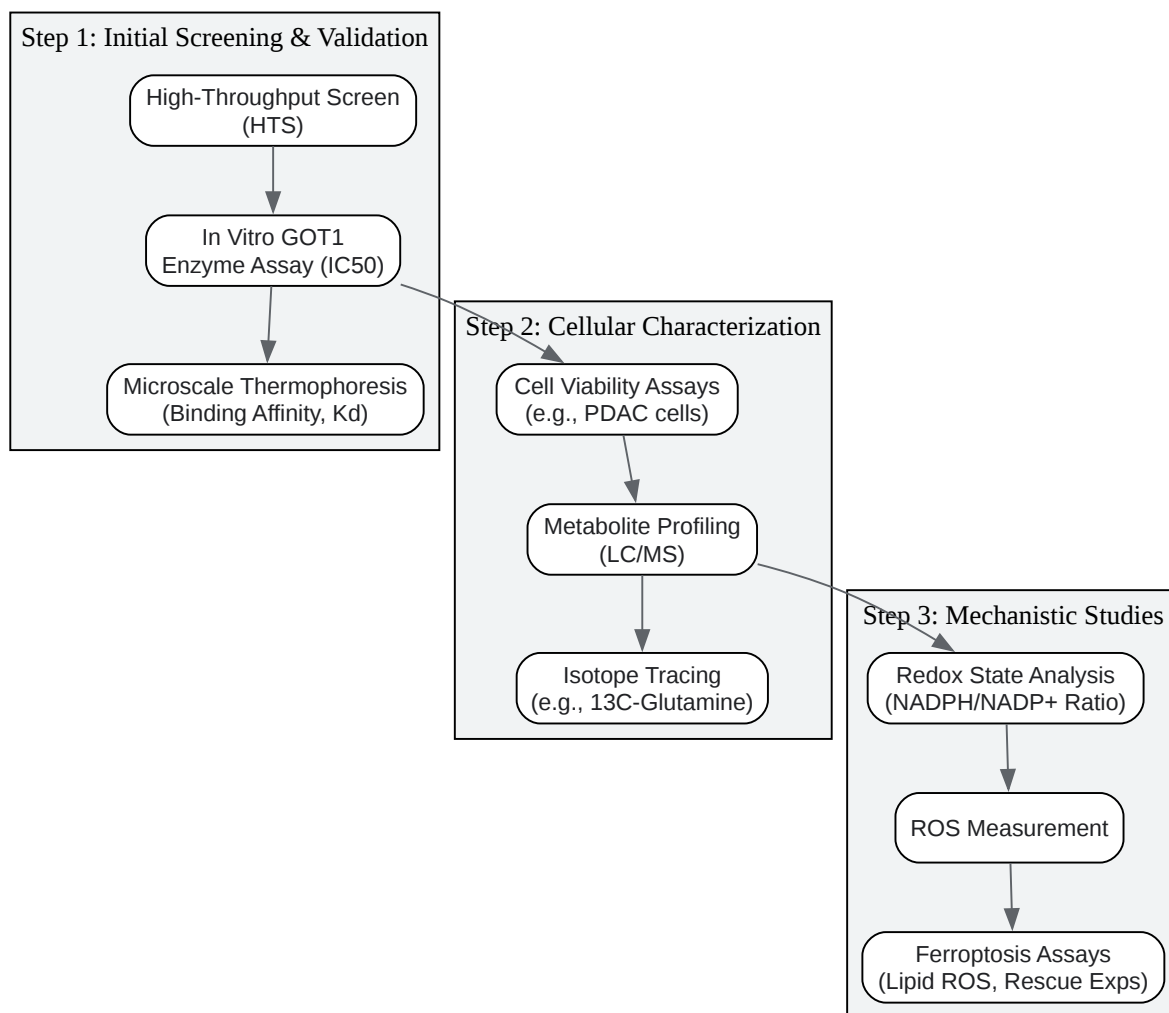 Step 1: Initial Screening & Validation
High-Throughput Screen
(HTS)
In Vitro GOT1
Enzyme Assay (IC50)
Microscale Thermophoresis
(Binding Affinity, Kd)
Step 2: Cellular Characterization
Cell Viability Assays
(e.g., PDAC cells)
Metabolite Profiling
(LC/MS)
Isotope Tracing
(e.g., 13C-Glutamine)
Step 3: Mechanistic Studies
Redox State Analysis
(NADPH/NADP+ Ratio)
ROS Measurement
Ferroptosis Assays
(Lipid ROS, Rescue Exps)